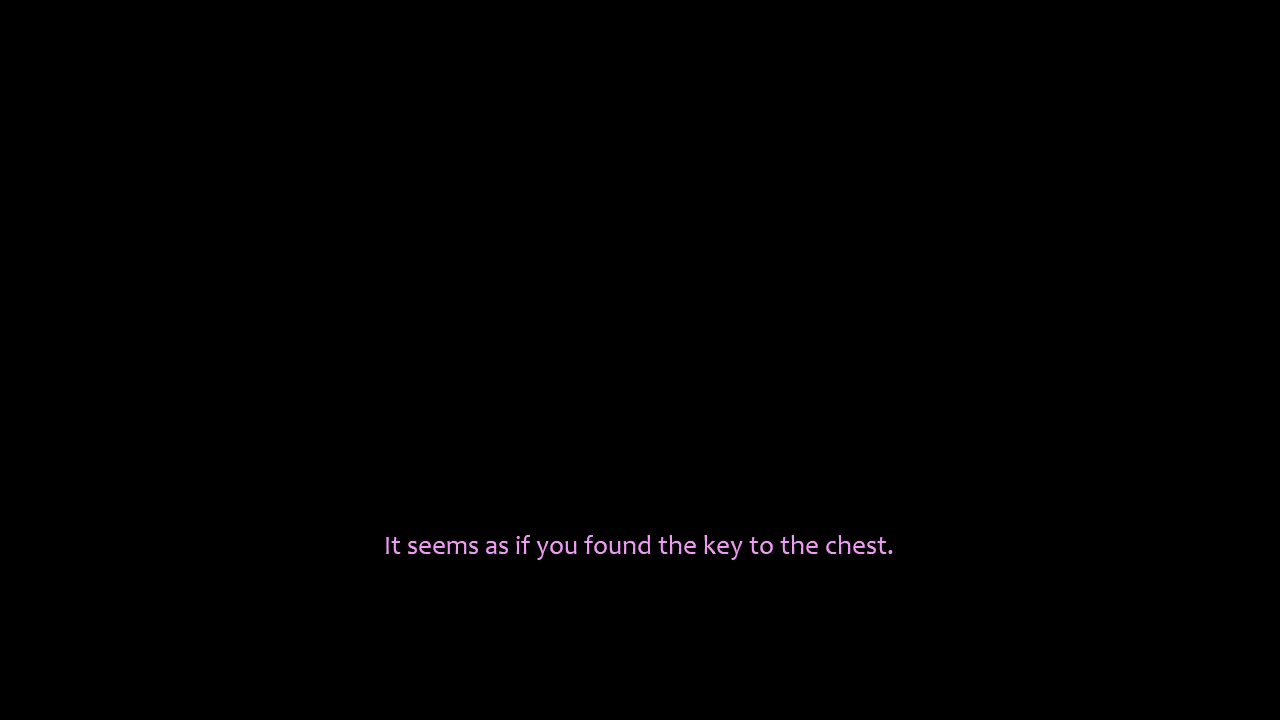 It seems as if you found the key to the chest.